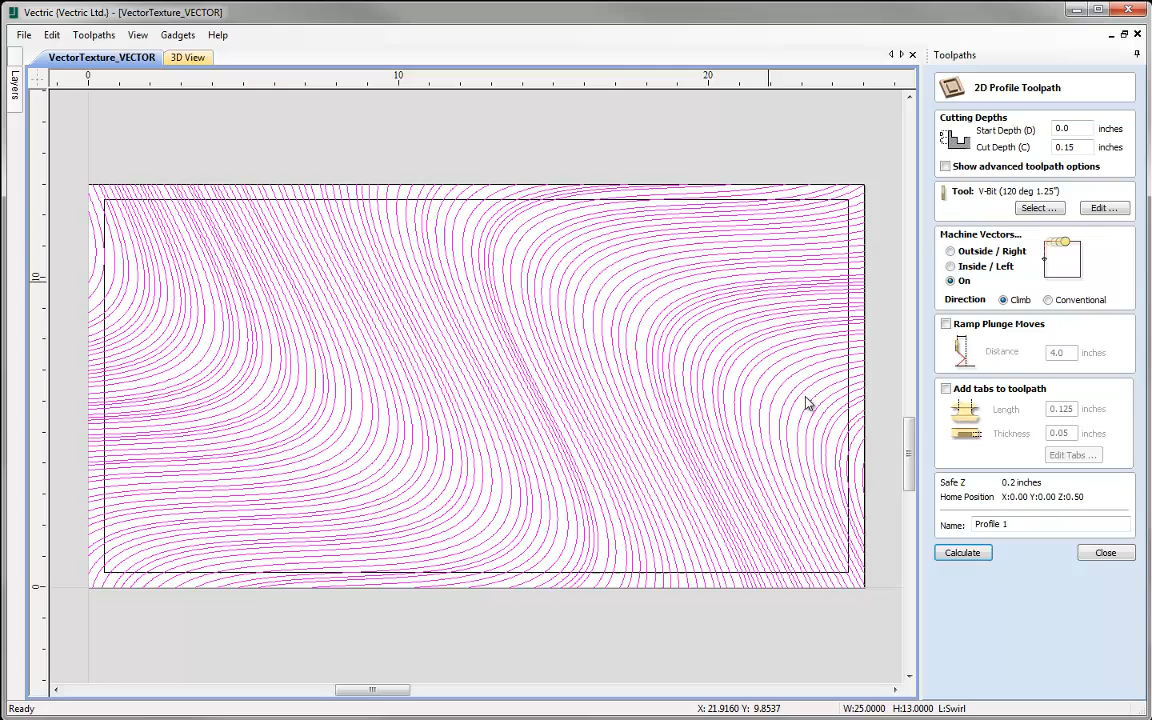 Vectric {Vectric Ltd.} - [VectorTexture_VECTOR]
File Edit Toolpaths View Gadgets Help
VectorTexture_VECTOR 3D View
Layers
0 10 20
10
0
Toolpaths
2D Profile Toolpath
Cutting Depths
Start Depth (D) 0.0 inches
Cut Depth (C) 0.15 inches
Show advanced toolpath options
Tool: V-Bit (120 deg 1.25")
Select ... Edit ...
Machine Vectors...
Outside / Right
Inside / Left
On
Direction Climb Conventional
Ramp Plunge Moves
Distance 4.0 inches
Add tabs to toolpath
Length 0.125 inches
Thickness 0.05 inches
Edit Tabs ...
Safe Z 0.2 inches
Home Position X:0.00 Y:0.00 Z:0.50
Name: Profile 1
Calculate Close
Ready X: 21.9160 Y: 9.8537 W:25.0000 H:13.0000 L:Swirl